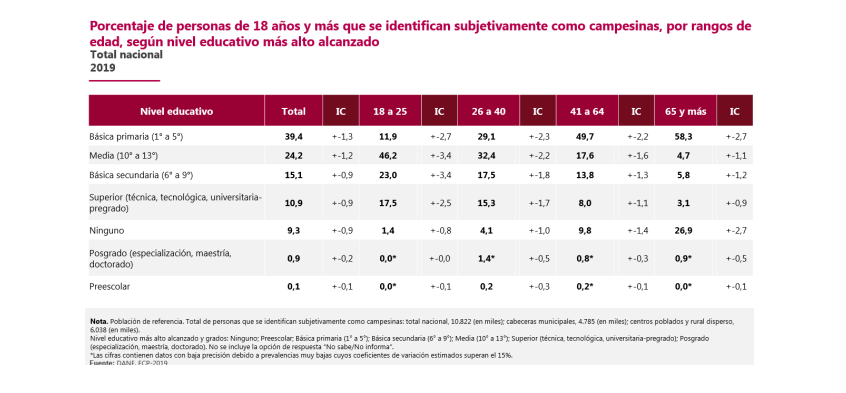 Porcentaje de personas de 18 años y más que se identifican subjetivamente como campesinas, por rangos de
edad, según nivel educativo más alto alcanzado
Total nacional
2019
Nivel educativo Total IC 18 a 25 IC 26 a 40 IC 41 a 64 IC 65 y más IC
Básica primaria (1° a 5°) 39,4 +-1,3 11,9 +-2,7 29,1 +-2,3 49,7 +-2,2 58,3 +-2,7
Media (10° a 13°) 24,2 +-1,2 46,2 +-3,4 32,4 +-2,2 17,6 +-1,6 4,7 +-1,1
Básica secundaria (6° a 9°) 15,1 +-0,9 23,0 +-3,4 17,5 +-1,8 13,8 +-1,3 5,8 +-1,2
Superior (técnica, tecnológica, universitaria-
pregrado) 10,9 +-0,9 17,5 +-2,5 15,3 +-1,7 8,0 +-1,1 3,1 +-0,9
Ninguno 9,3 +-0,9 1,4 +-0,8 4,1 +-1,0 9,8 +-1,4 26,9 +-2,7
Posgrado (especialización, maestría,
doctorado) 0,9 +-0,2 0,0* +-0,0 1,4* +-0,5 0,8* +-0,3 0,9* +-0,5
Preescolar 0,1 +-0,1 0,0* +-0,1 0,2 +-0,3 0,2* +-0,1 0,0* +-0,1
Nota. Población de referencia. Total de personas que se identifican subjetivamente como campesinas: total nacional, 10.822 (en miles); cabeceras municipales, 4.785 (en miles); centros poblados y rural disperso,
6.038 (en miles).
Nivel educativo más alto alcanzado y grados: Ninguno; Preescolar; Básica primaria (1° a 5°); Básica secundaria (6° a 9°); Media (10° a 13°); Superior (técnica, tecnológica, universitaria-pregrado); Posgrado
(especialización, maestría, doctorado). No se incluye la opción de respuesta "No sabe/No informa".
*Las cifras contienen datos con baja precisión debido a prevalencias muy bajas cuyos coeficientes de variación estimados superan el 15%.
Fuente: DANE, ECP-2019